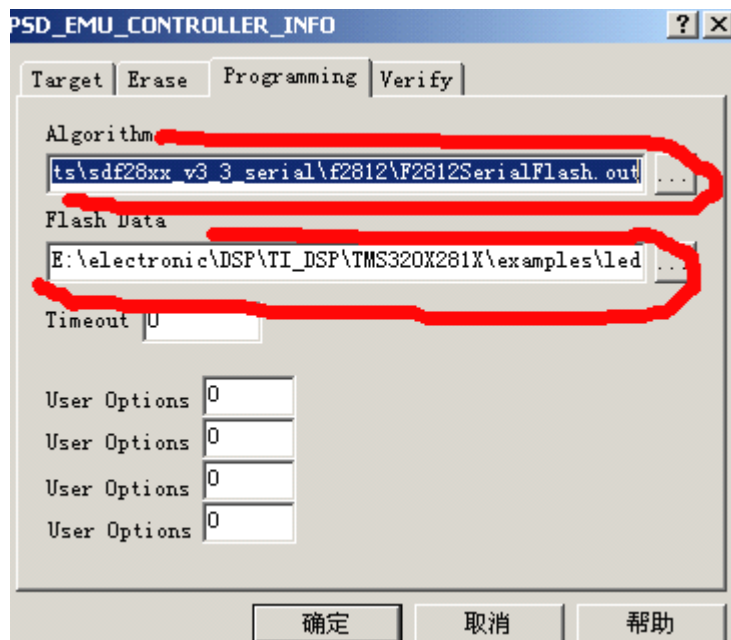 PSD_EMU_CONTROLLER_INFO
Target Erase Programming Verify
Algorithm
ts\sdf28xx_v3_3_serial\f2812\F2812SerialFlash.out ...
Flash Data
E:\electronic\DSP\TI_DSP\TMS320X281X\examples\led ...
Timeout 0
User Options 0
User Options 0
User Options 0
User Options 0
确定 取消 帮助